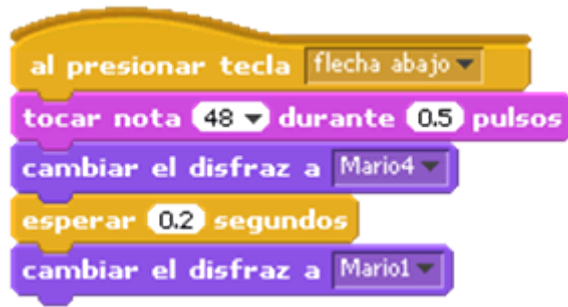 al presionar tecla flecha abajo
tocar nota 48 durante 0.5 pulsos
cambiar el disfraz a Mario4
esperar 0.2 segundos
cambiar el disfraz a Mario1